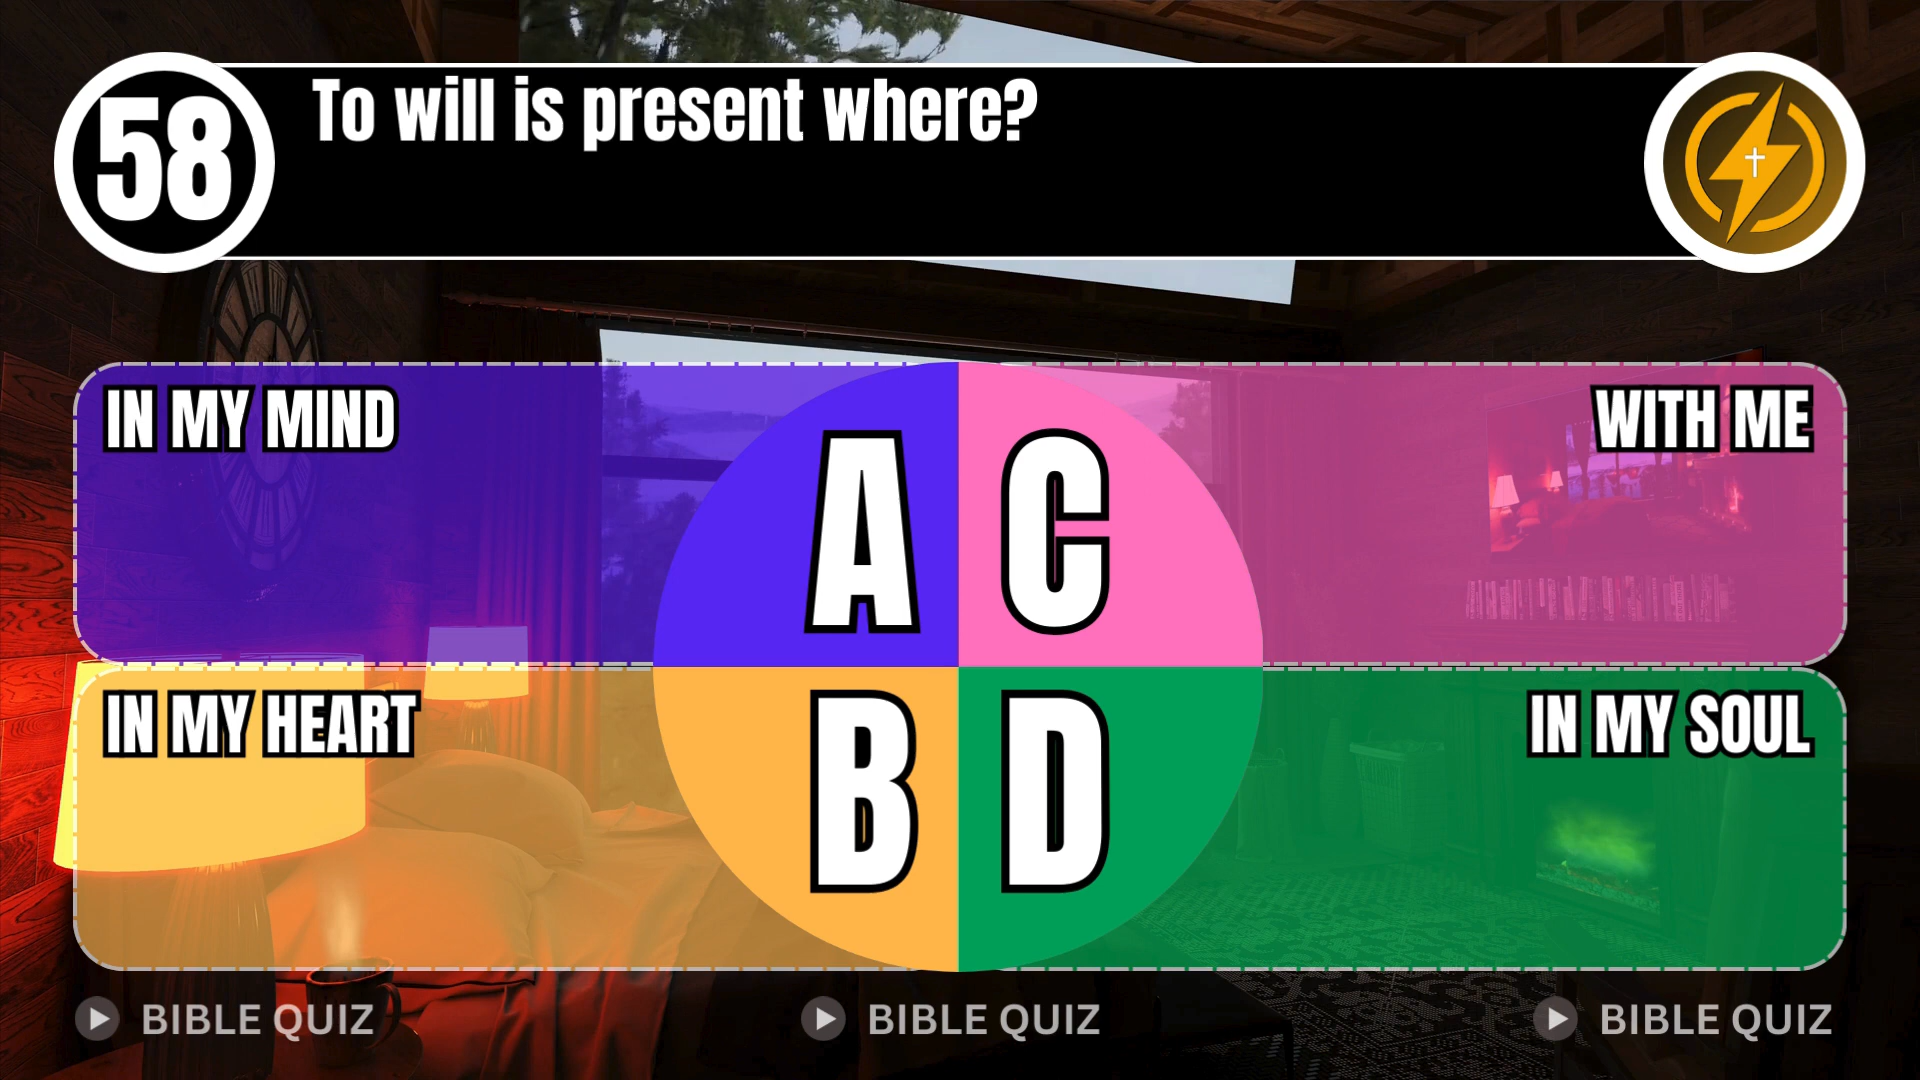 58
To will is present where?
IN MY MIND
A
C
WITH ME
IN MY HEART
B
D
IN MY SOUL
BIBLE QUIZ
BIBLE QUIZ
BIBLE QUIZ